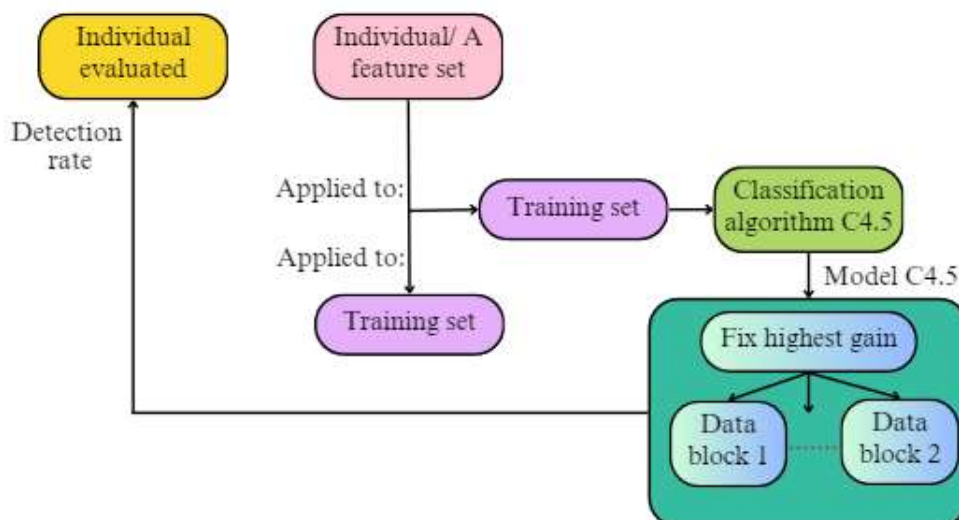 Individual
evaluated
Individual/ A
feature set
Detection
rate
Applied to:
Training set
Classification
algorithm C4.5
Applied to:
Model C4.5
Training set
Fix highest gain
Data
block 1
Data
block 2